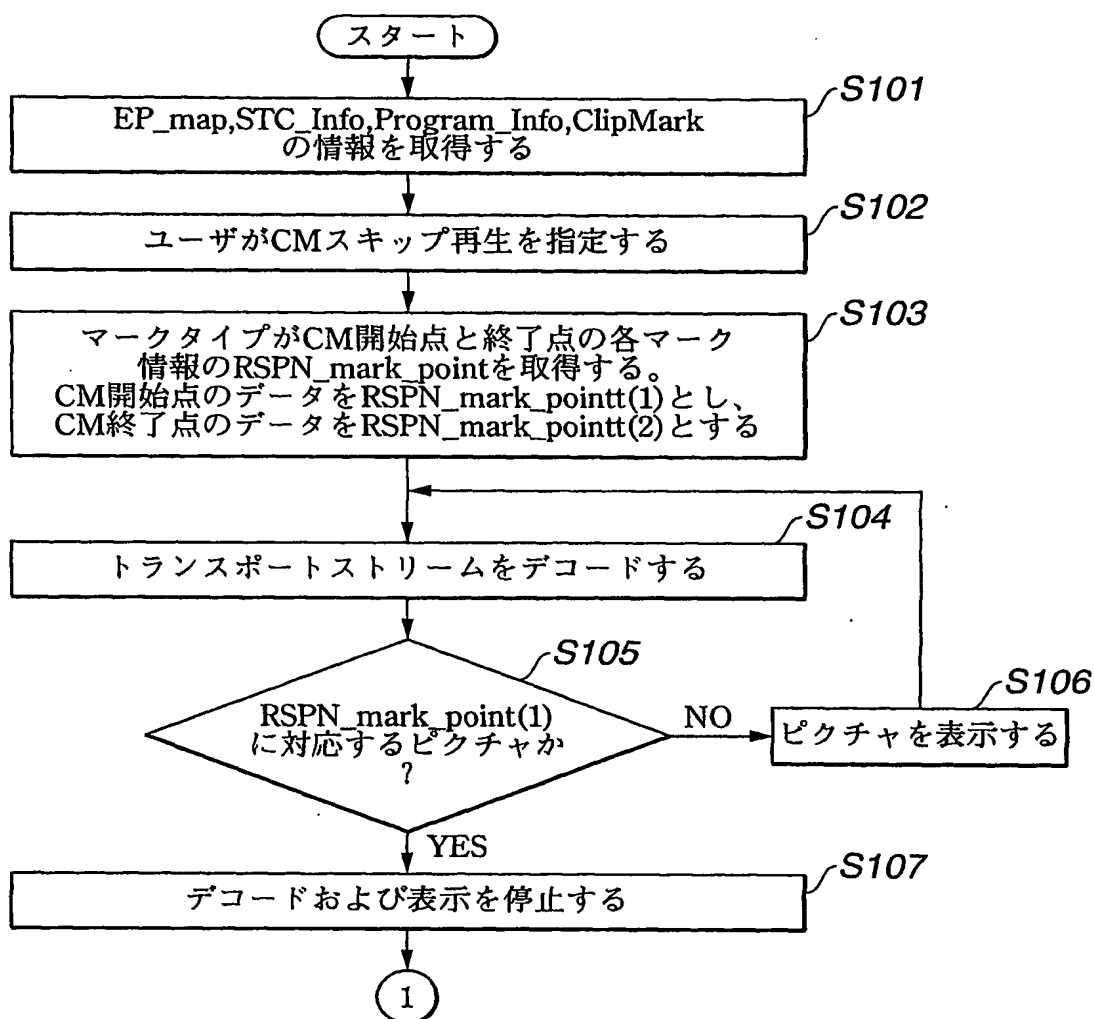 スタート
S101
EP_map,STC_Info,Program_Info,ClipMark
の情報を取得する
S102
ユーザがCMスキップ再生を指定する
S103
マークタイプがCM開始点と終了点の各マーク
情報のRSPN_mark_pointを取得する。
CM開始点のデータをRSPN_mark_pointt(1)とし、
CM終了点のデータをRSPN_mark_pointt(2)とする
S104
トランスポートストリームをデコードする
S105
RSPN_mark_point(1)
に対応するピクチャか
?
NO
S106
ピクチャを表示する
YES
S107
デコードおよび表示を停止する
1